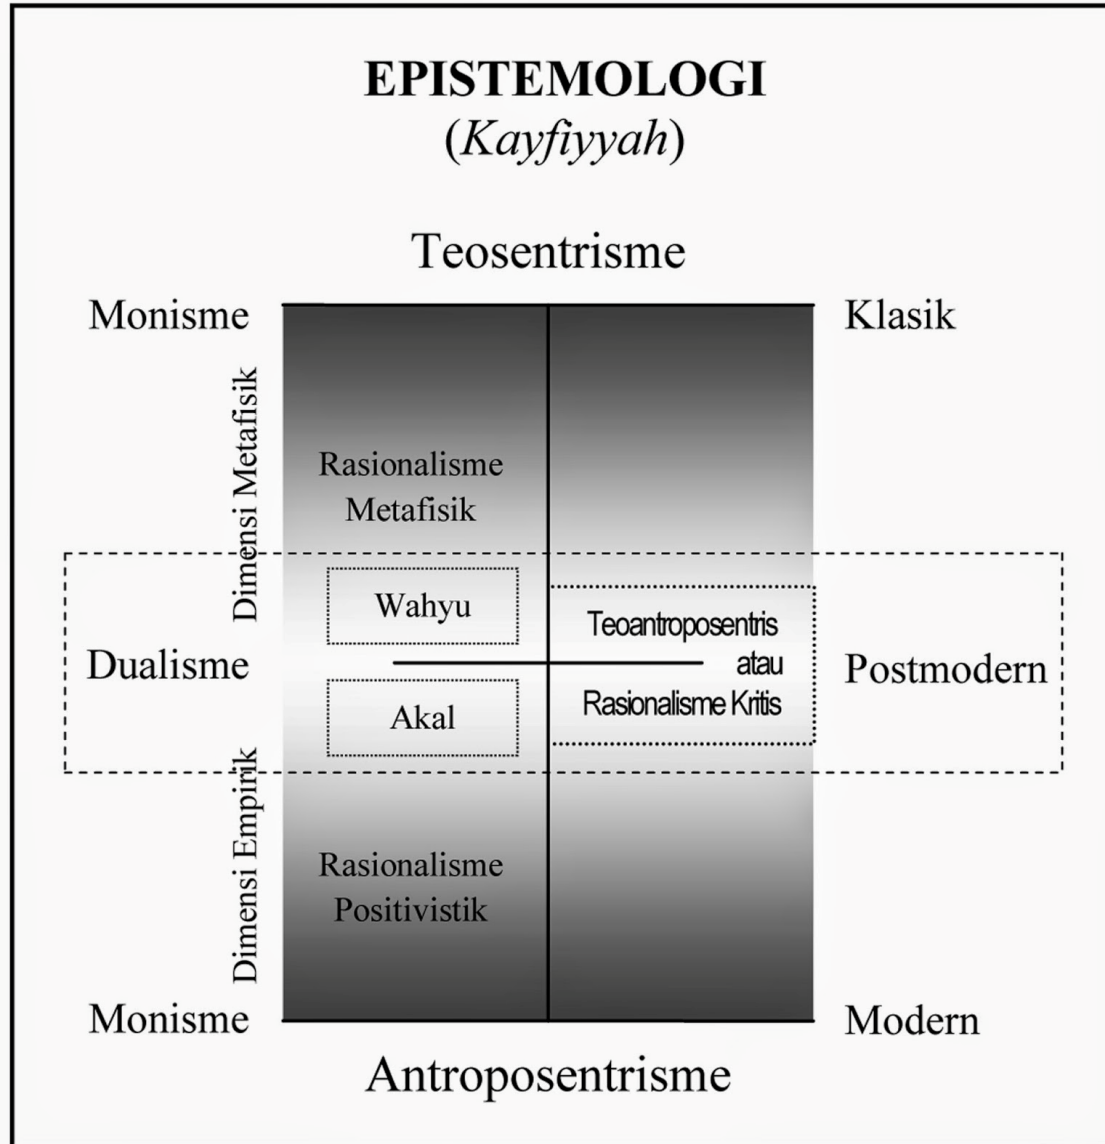 EPISTEMOLOGI
(Kayfiyyah)
Teosentrisme
Monisme
Klasik
Dimensi Metafisik
Rasionalisme
Metafisik
Wahyu
Teoantroposentris
atau
Rasionalisme Kritis
Dualisme
Postmodern
Akal
Dimensi Empirik
Rasionalisme
Positivistik
Monisme
Modern
Antroposentrisme